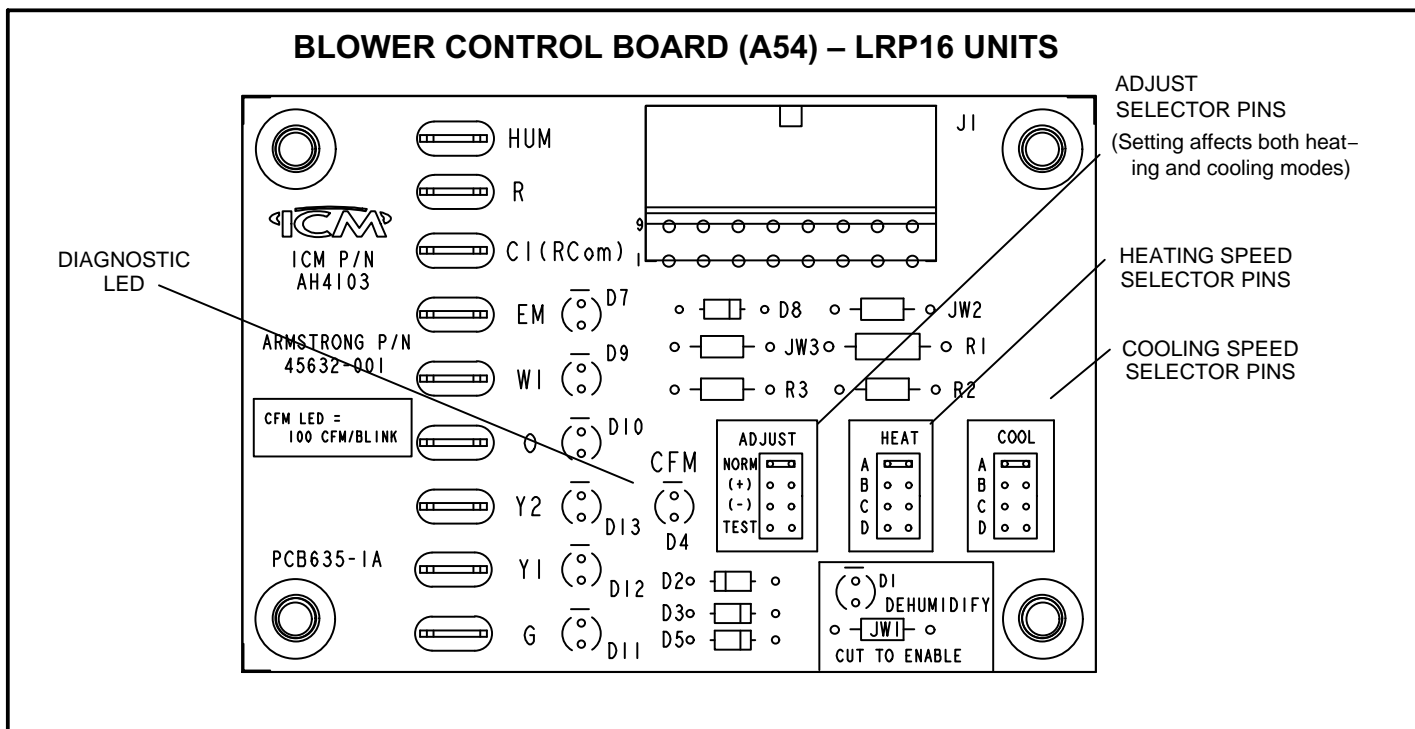 BLOWER CONTROL BOARD (A54) – LRP16 UNITS
ADJUST
SELECTOR PINS
(Setting affects both heat–
ing and cooling modes)
HEATING SPEED
SELECTOR PINS
COOLING SPEED
SELECTOR PINS
DIAGNOSTIC
LED
HUM
R
C1(RCom)
EM
W1
O
Y2
Y1
G
ICM
ICM P/N
AH4103
ARMSTRONG P/N
45632-001
CFM LED =
100 CFM/BLINK
PCB635-1A
J1
9
1
D7
D9
D10
D13
D12
D11
D8
JW2
JW3
R1
R3
R2
CFM
D4
ADJUST
NORM
(+)
(-)
TEST
HEAT
A
B
C
D
COOL
A
B
C
D
D2
D3
D5
D1
DEHUMIDIFY
JW1
CUT TO ENABLE